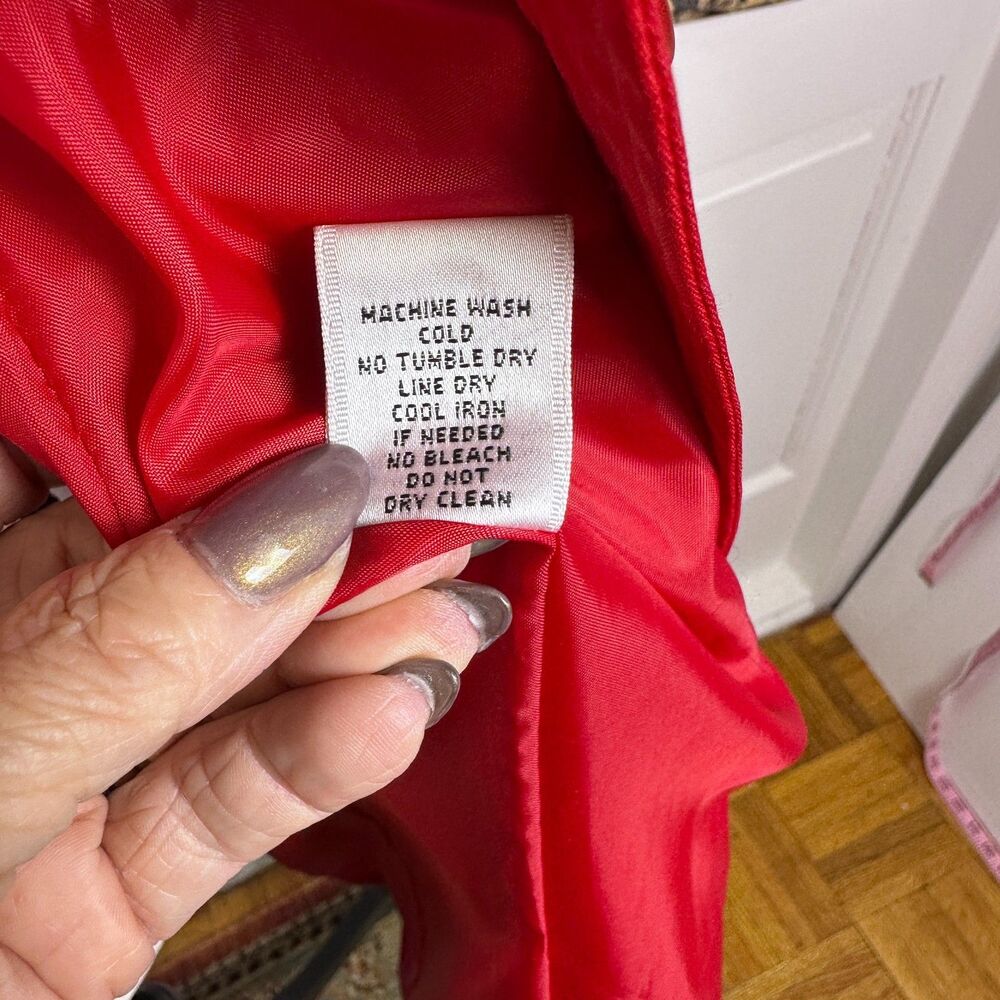 MACHINE WASH
COLD
NO TUMBLE DRY
LINE DRY
COOL IRON
IF NEEDED
NO BLEACH
DO NOT
DRY CLEAN